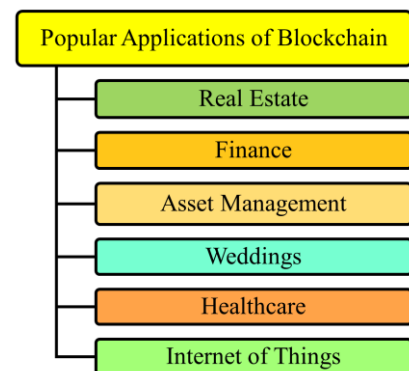 Popular Applications of Blockchain
Real Estate
Finance
Asset Management
Weddings
Healthcare
Internet of Things